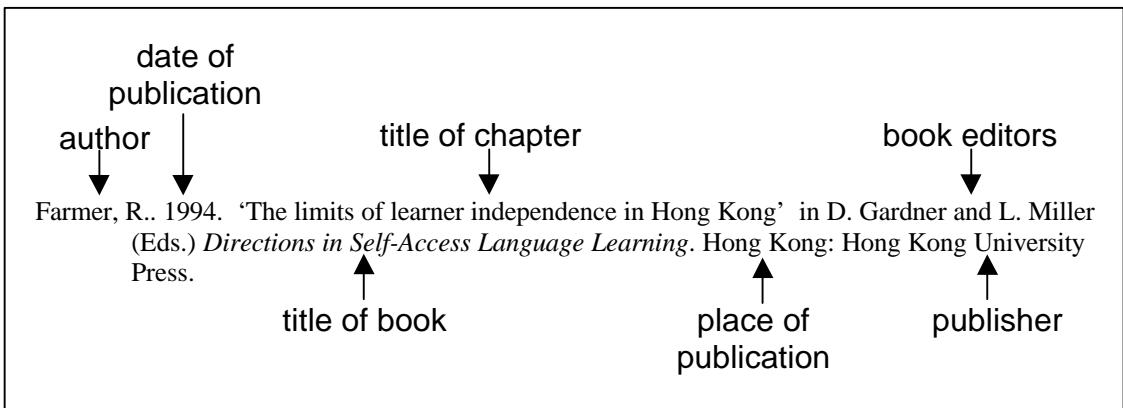 date of
publication
author
title of chapter
book editors
Farmer, R.. 1994. ‘The limits of learner independence in Hong Kong’ in D. Gardner and L. Miller
(Eds.) Directions in Self-Access Language Learning. Hong Kong: Hong Kong University
Press.
title of book
place of
publication
publisher